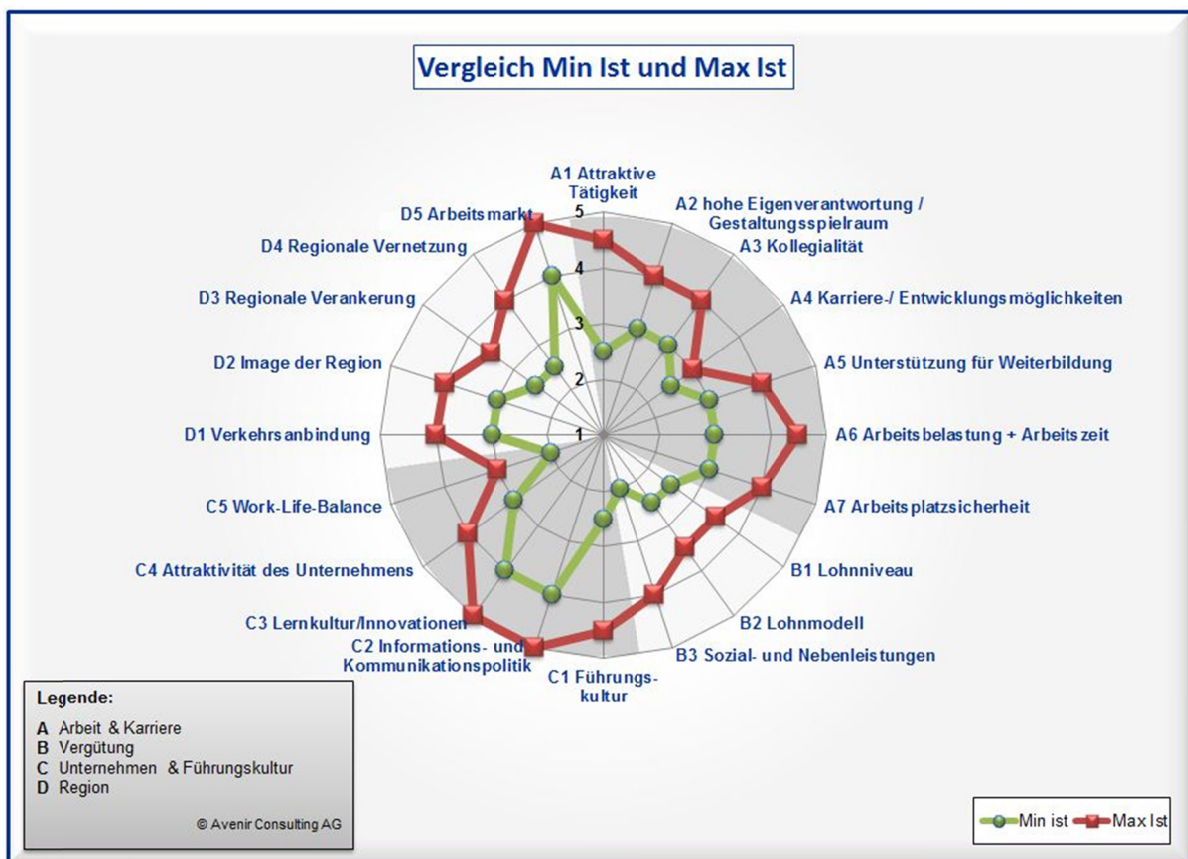 Vergleich Min Ist und Max Ist
A1 Attraktive
Tätigkeit
A2 hohe Eigenverantwortung /
Gestaltungsspielraum
A3 Kollegialität
A4 Karriere-/ Entwicklungsmöglichkeiten
A5 Unterstützung für Weiterbildung
A6 Arbeitsbelastung + Arbeitszeit
A7 Arbeitsplatzsicherheit
B1 Lohnniveau
B2 Lohnmodell
B3 Sozial- und Nebenleistungen
C1 Führungs-
kultur
C2 Informations- und
Kommunikationspolitik
C3 Lernkultur/Innovationen
C4 Attraktivität des Unternehmens
C5 Work-Life-Balance
D1 Verkehrsanbindung
D2 Image der Region
D3 Regionale Verankerung
D4 Regionale Vernetzung
D5 Arbeitsmarkt
5
4
3
2
1
Legende:
A Arbeit & Karriere
B Vergütung
C Unternehmen & Führungskultur
D Region
© Avenir Consulting AG
Min ist Max Ist